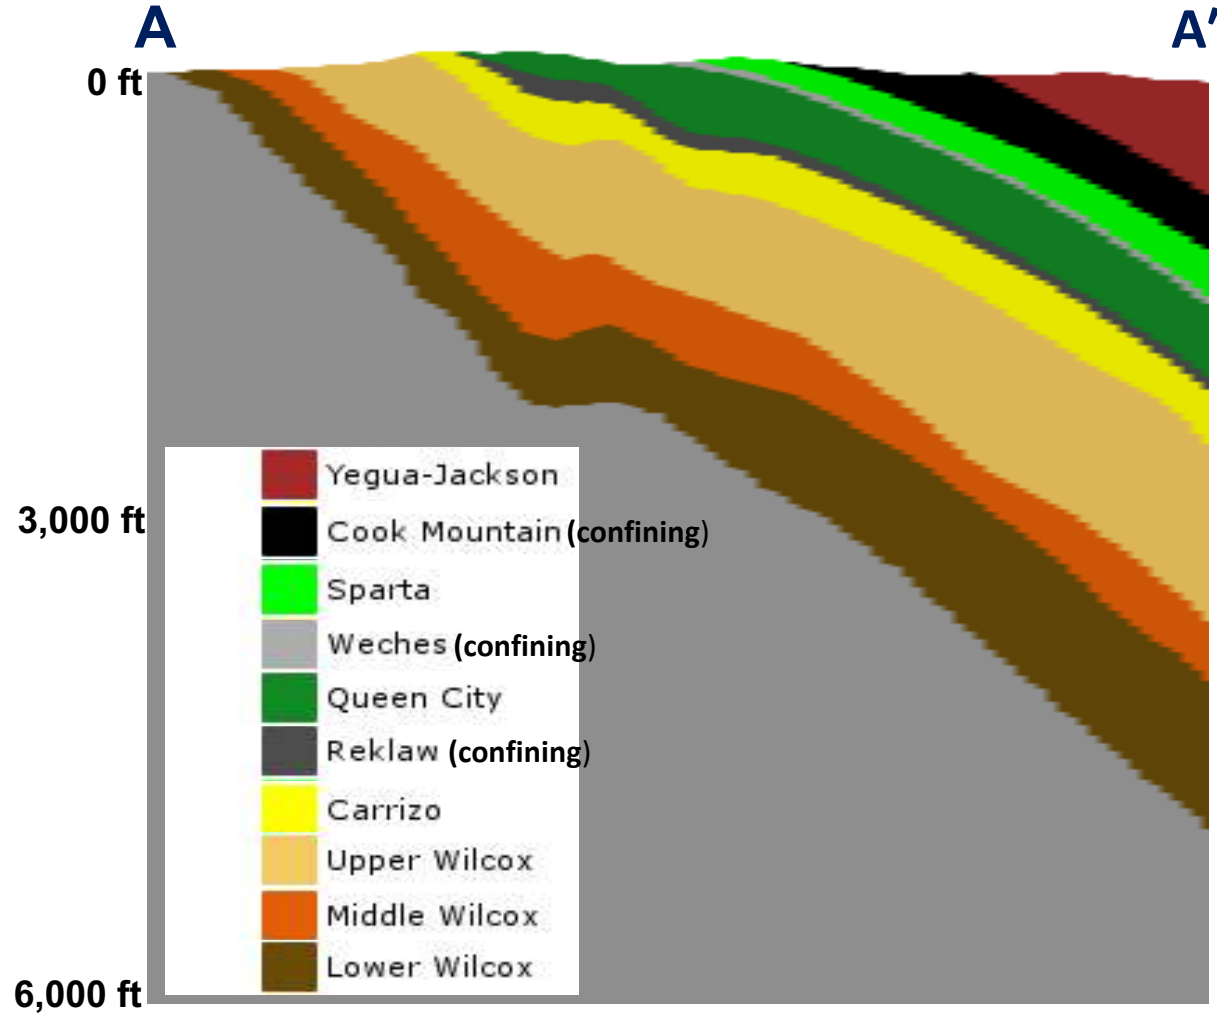 A
A′
0 ft
3,000 ft
6,000 ft
Yegua-Jackson
Cook Mountain (confining)
Sparta
Weches (confining)
Queen City
Reklaw (confining)
Carrizo
Upper Wilcox
Middle Wilcox
Lower Wilcox